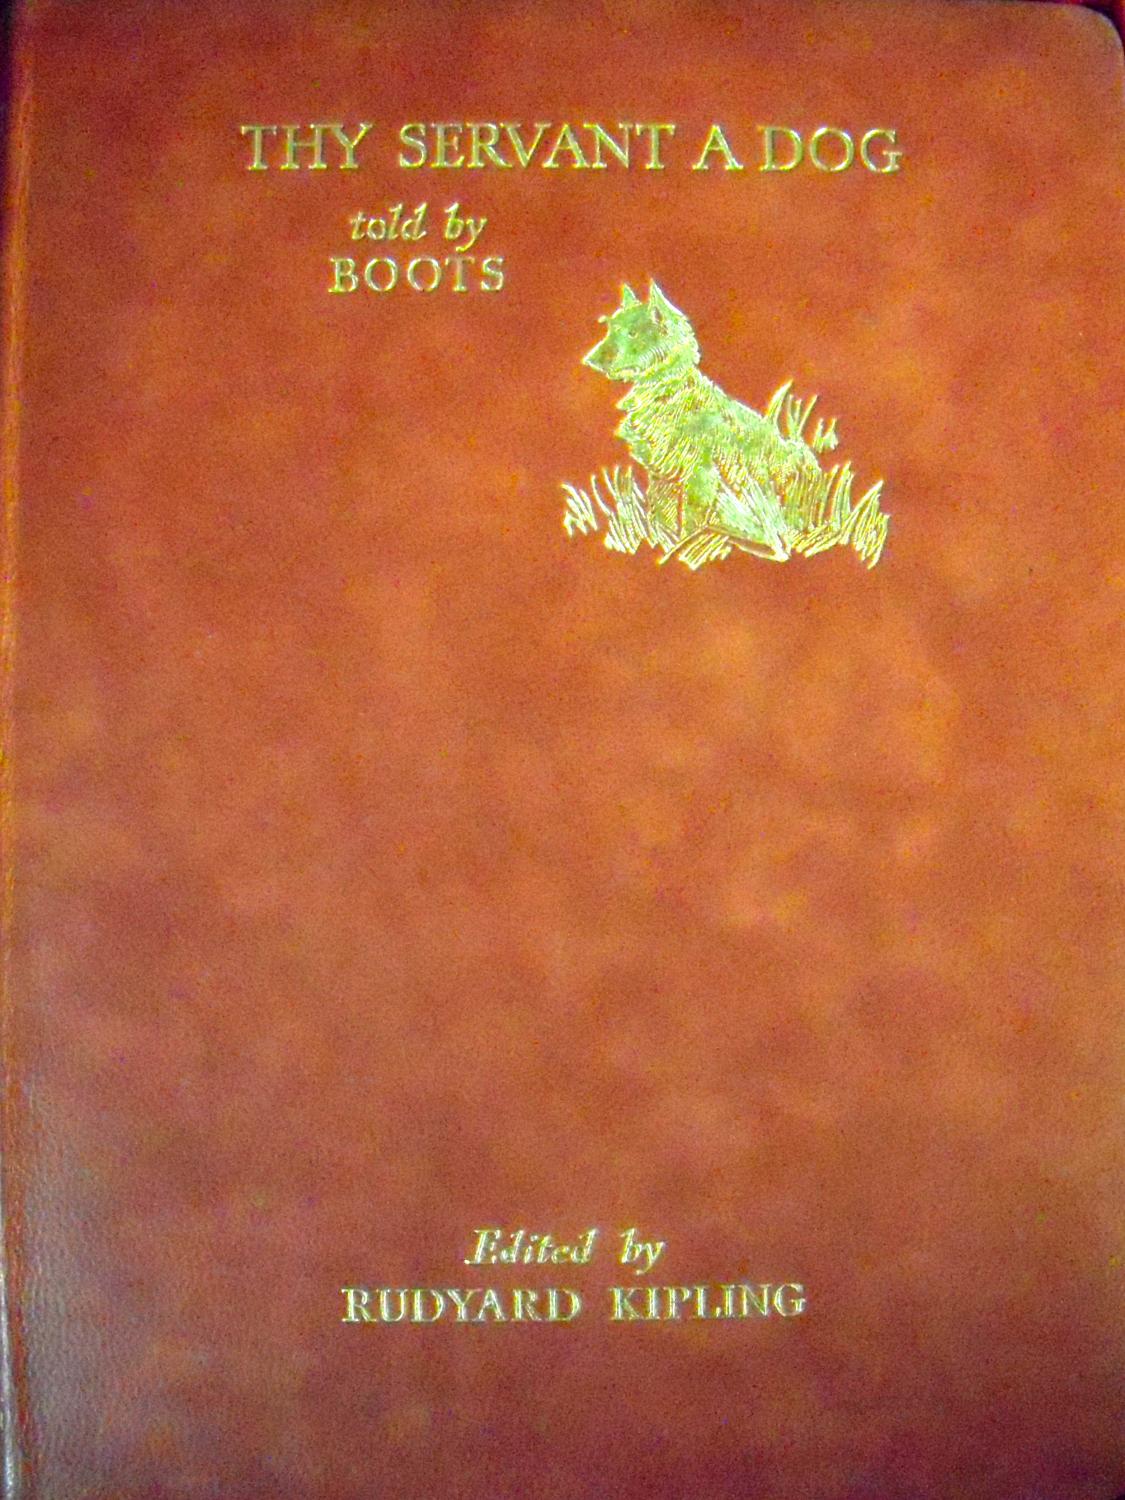 THY SERVANT A DOG
told by
BOOTS
Edited by
RUDYARD KIPLING